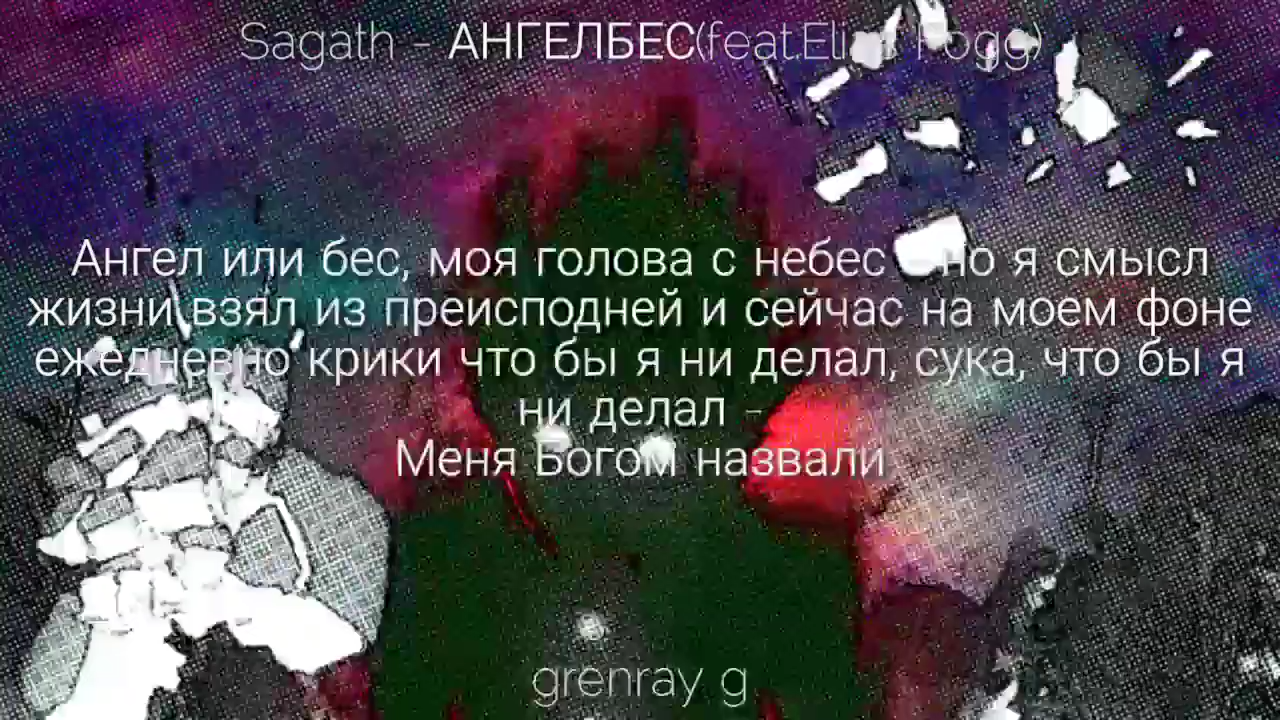 Sagath - АНГЕЛБЕС(feat. Fogg)
Ангел или бес, моя голова с небес но я смысл
жизни взял из преисподней и сейчас на моем фоне
ежедневно крики что бы я ни делал, сука, что бы я
ни делал -
Меня Богом назвали
grenray g